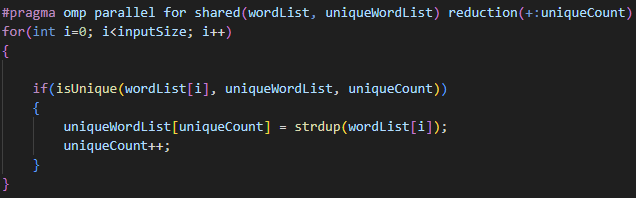 #pragma omp parallel for shared(wordList, uniqueWordList) reduction(+:uniqueCount)
for(int i=0; i<inputSize; i++)
{
if(isUnique(wordList[i], uniqueWordList, uniqueCount))
{
uniqueWordList[uniqueCount] = strdup(wordList[i]);
uniqueCount++;
}
}